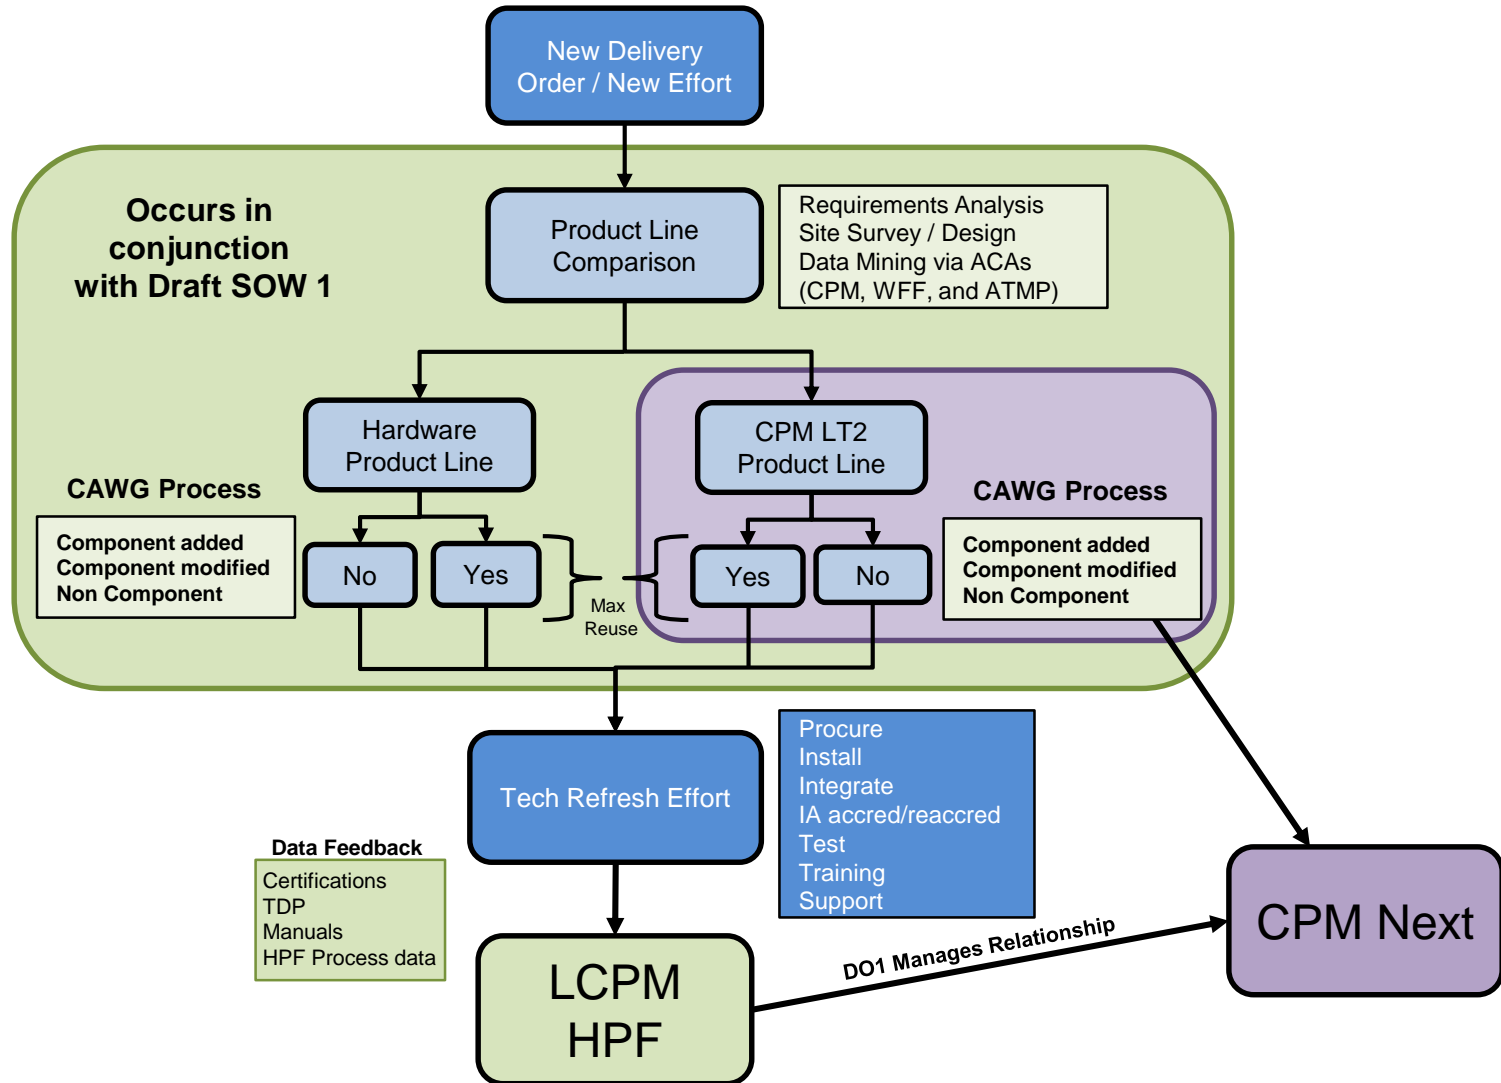 New Delivery
Order / New Effort
Occurs in
conjunction
with Draft SOW 1
Product Line
Comparison
Requirements Analysis
Site Survey / Design
Data Mining via ACAs
(CPM, WFF, and ATMP)
Hardware
Product Line
CPM LT2
Product Line
CAWG Process
Component added
Component modified
Non Component
No
Yes
Max
Reuse
Yes
No
CAWG Process
Component added
Component modified
Non Component
Tech Refresh Effort
Procure
Install
Integrate
IA accred/reaccred
Test
Training
Support
Data Feedback
Certifications
TDP
Manuals
HPF Process data
LCPM
HPF
DO1 Manages Relationship
CPM Next